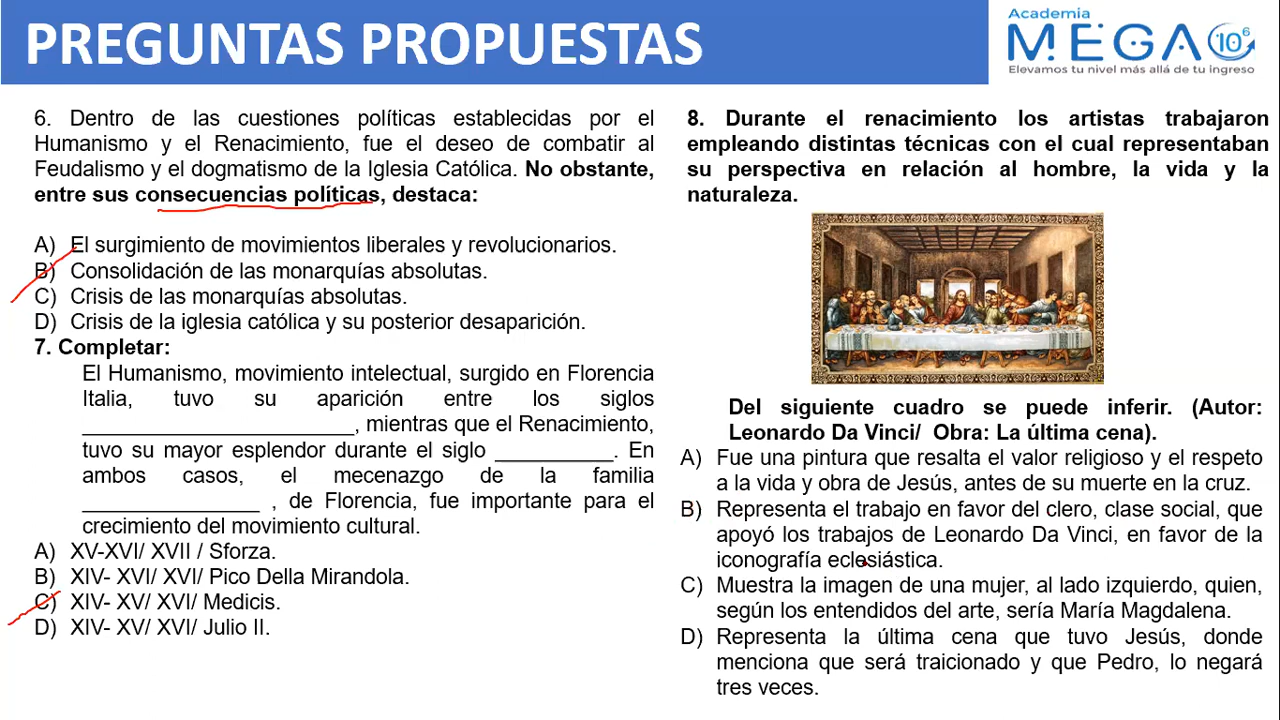 PREGUNTAS PROPUESTAS
Academia
MEGA 10⁶
Elevamos tu nivel más allá de tu ingreso
6. Dentro de las cuestiones políticas establecidas por el
Humanismo y el Renacimiento, fue el deseo de combatir al
Feudalismo y el dogmatismo de la Iglesia Católica. No obstante,
entre sus consecuencias políticas, destaca:
A) El surgimiento de movimientos liberales y revolucionarios.
B) Consolidación de las monarquías absolutas.
C) Crisis de las monarquías absolutas.
D) Crisis de la iglesia católica y su posterior desaparición.
7. Completar:
El Humanismo, movimiento intelectual, surgido en Florencia
Italia, tuvo su aparición entre los siglos
______________________, mientras que el Renacimiento,
tuvo su mayor esplendor durante el siglo __________. En
ambos casos, el mecenazgo de la familia
_______________ , de Florencia, fue importante para el
crecimiento del movimiento cultural.
A) XV-XVI/ XVII / Sforza.
B) XIV- XVI/ XVI/ Pico Della Mirandola.
C) XIV- XV/ XVI/ Medicis.
D) XIV- XV/ XVI/ Julio II.
8. Durante el renacimiento los artistas trabajaron
empleando distintas técnicas con el cual representaban
su perspectiva en relación al hombre, la vida y la
naturaleza.
Del siguiente cuadro se puede inferir. (Autor:
Leonardo Da Vinci/ Obra: La última cena).
A) Fue una pintura que resalta el valor religioso y el respeto
a la vida y obra de Jesús, antes de su muerte en la cruz.
B) Representa el trabajo en favor del clero, clase social, que
apoyó los trabajos de Leonardo Da Vinci, en favor de la
iconografía eclesiástica.
C) Muestra la imagen de una mujer, al lado izquierdo, quien,
según los entendidos del arte, sería María Magdalena.
D) Representa la última cena que tuvo Jesús, donde
menciona que será traicionado y que Pedro, lo negará
tres veces.